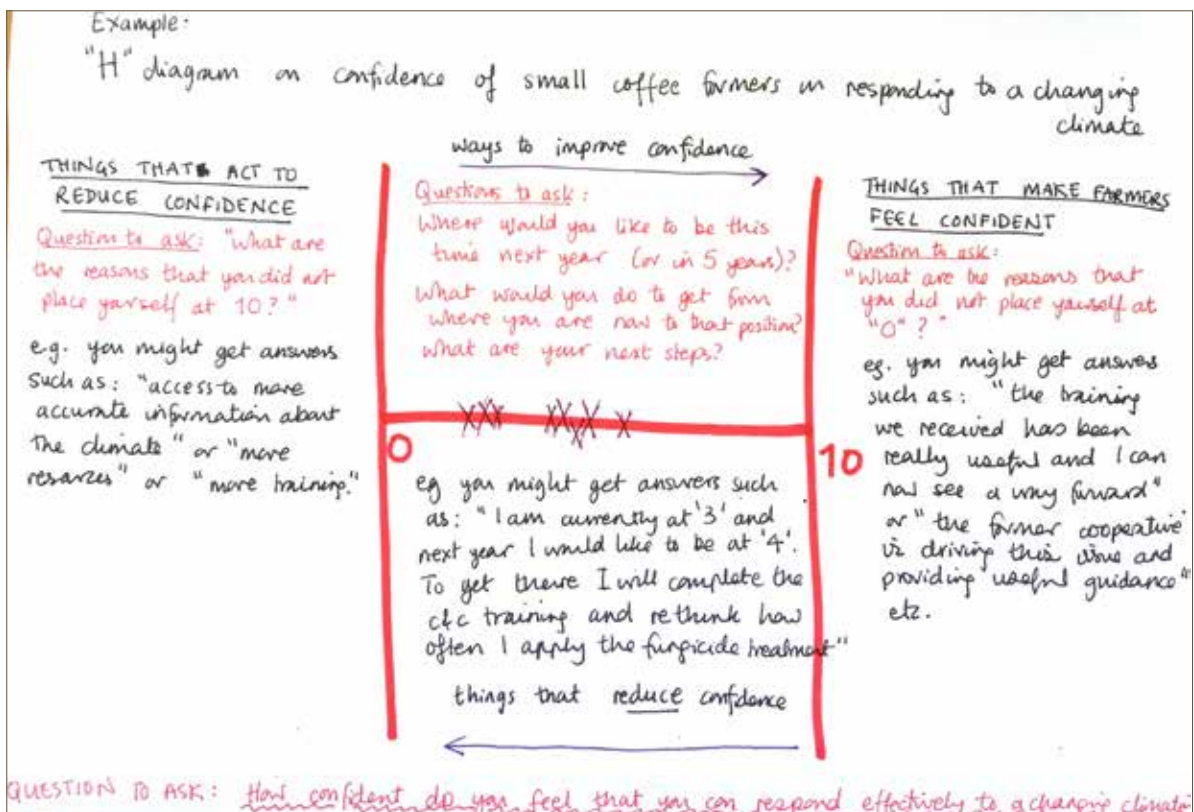 Example:
"H" diagram on confidence of small coffee farmers in responding to a changing
climate
THINGS THAT ACT TO
REDUCE CONFIDENCE
Question to ask: "What are
the reasons that you did not
place yourself at 10?"
e.g. you might get answers
such as: "access to more
accurate information about
the climate" or "more
resources" or "more training."
ways to improve confidence
Questions to ask:
Where would you like to be this
time next year (or in 5 years)?
What would you do to get from
where you are now to that position?
What are your next steps?
XXX XXXX X
0
10
eg you might get answers such
as: "I am currently at '3' and
next year I would like to be at '4'.
To get there I will complete the
c&c training and rethink how
often I apply the fungicide treatment"
things that reduce confidence
THINGS THAT MAKE FARMERS
FEEL CONFIDENT
Question to ask:
"What are the reasons that
you did not place yourself at
"0"?"
eg. you might get answers
such as: "the training
we received has been
really useful and I can
now see a way forward"
or "the farmer cooperative
is driving this issue and
providing useful guidance"
etc.
QUESTION TO ASK: How confident do you feel that you can respond effectively to a changing climate